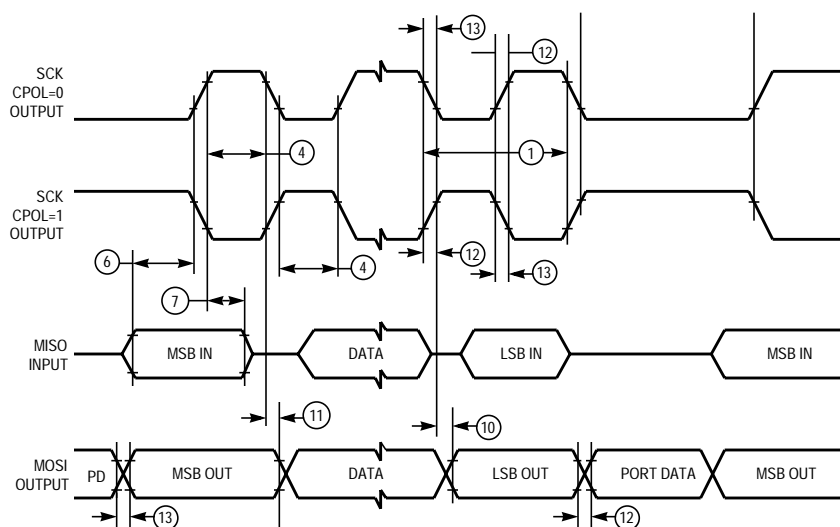 13
12
SCK
CPOL=0
OUTPUT
4
1
SCK
CPOL=1
OUTPUT
6
12
4
13
7
MISO
INPUT
MSB IN
DATA
LSB IN
MSB IN
11
10
MOSI
OUTPUT
PD
MSB OUT
DATA
LSB OUT
PORT DATA
MSB OUT
13
12